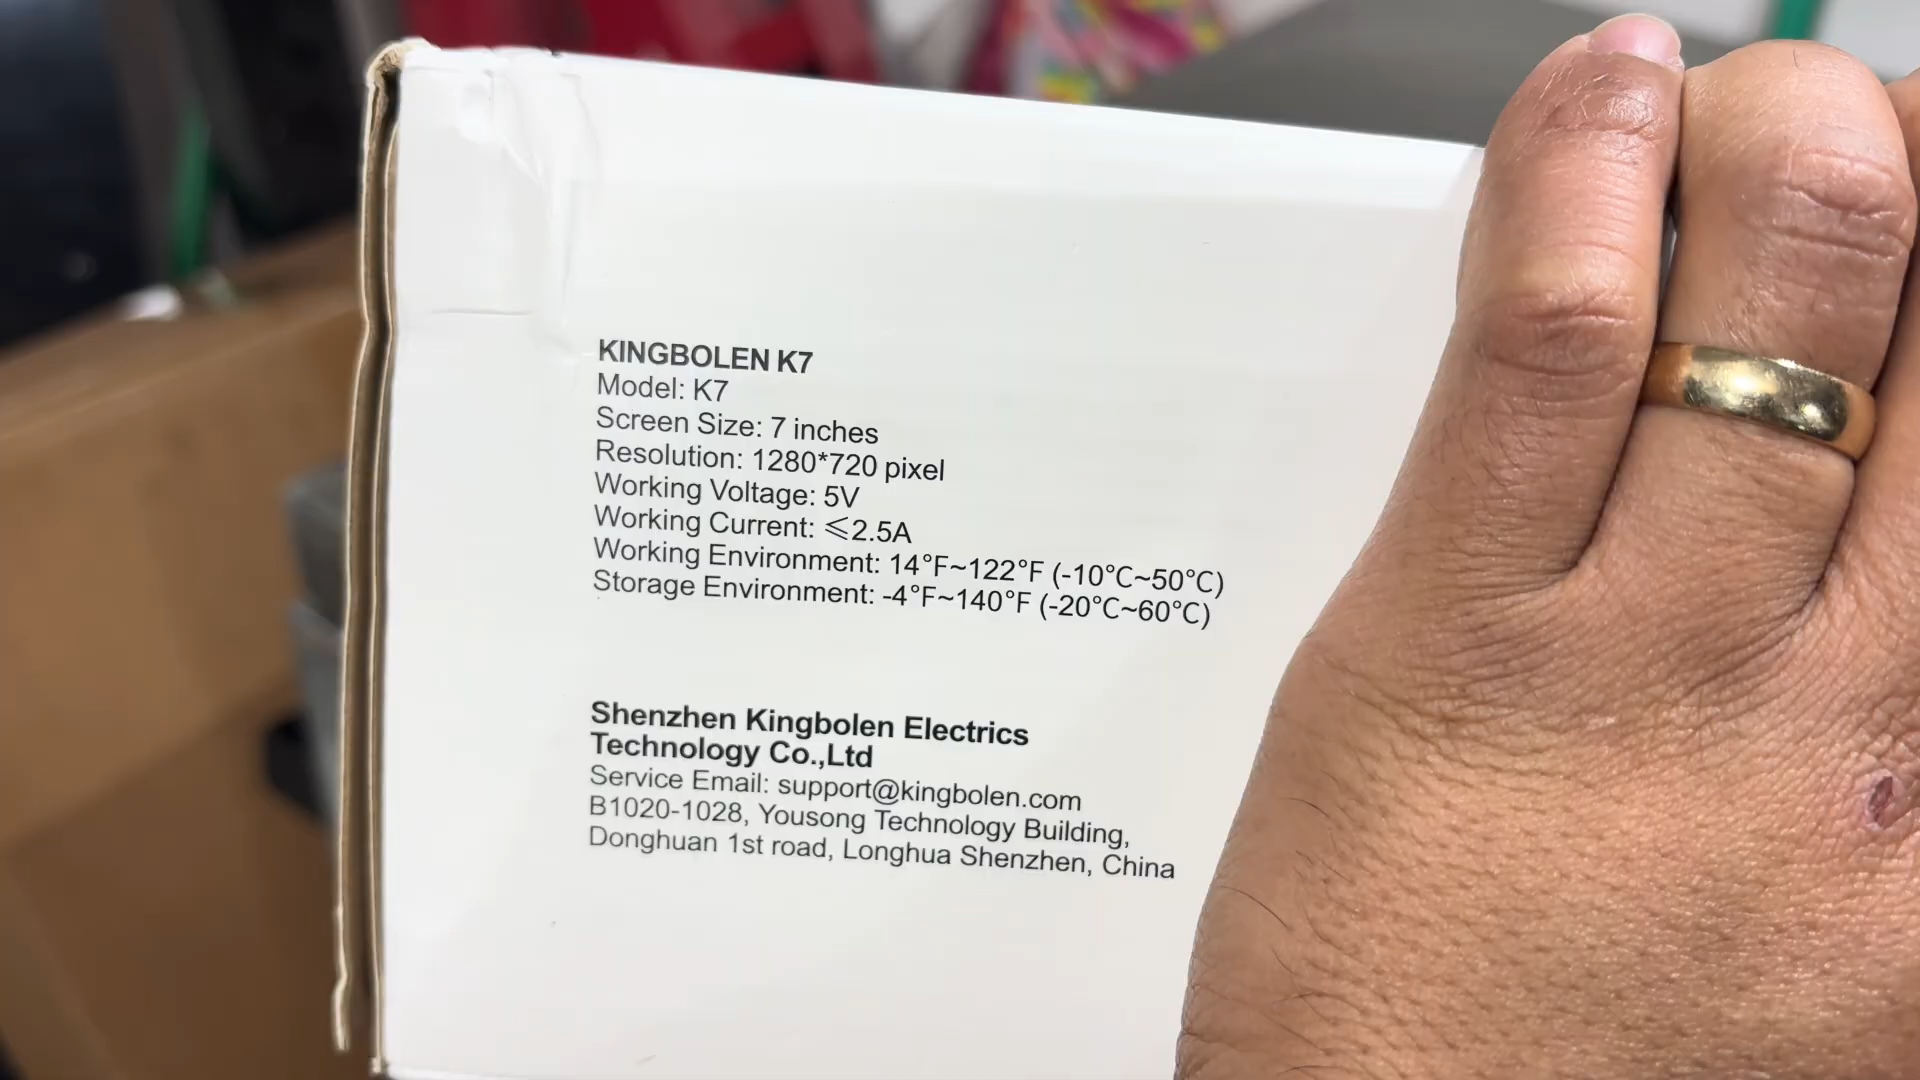 KINGBOLEN K7
Model: K7
Screen Size: 7 inches
Resolution: 1280*720 pixel
Working Voltage: 5V
Working Current: ⩽2.5A
Working Environment: 14°F~122°F (-10°C~50°C)
Storage Environment: -4°F~140°F (-20°C~60°C)
Shenzhen Kingbolen Electrics
Technology Co.,Ltd
Service Email: support@kingbolen.com
B1020-1028, Yousong Technology Building,
Donghuan 1st road, Longhua Shenzhen, China